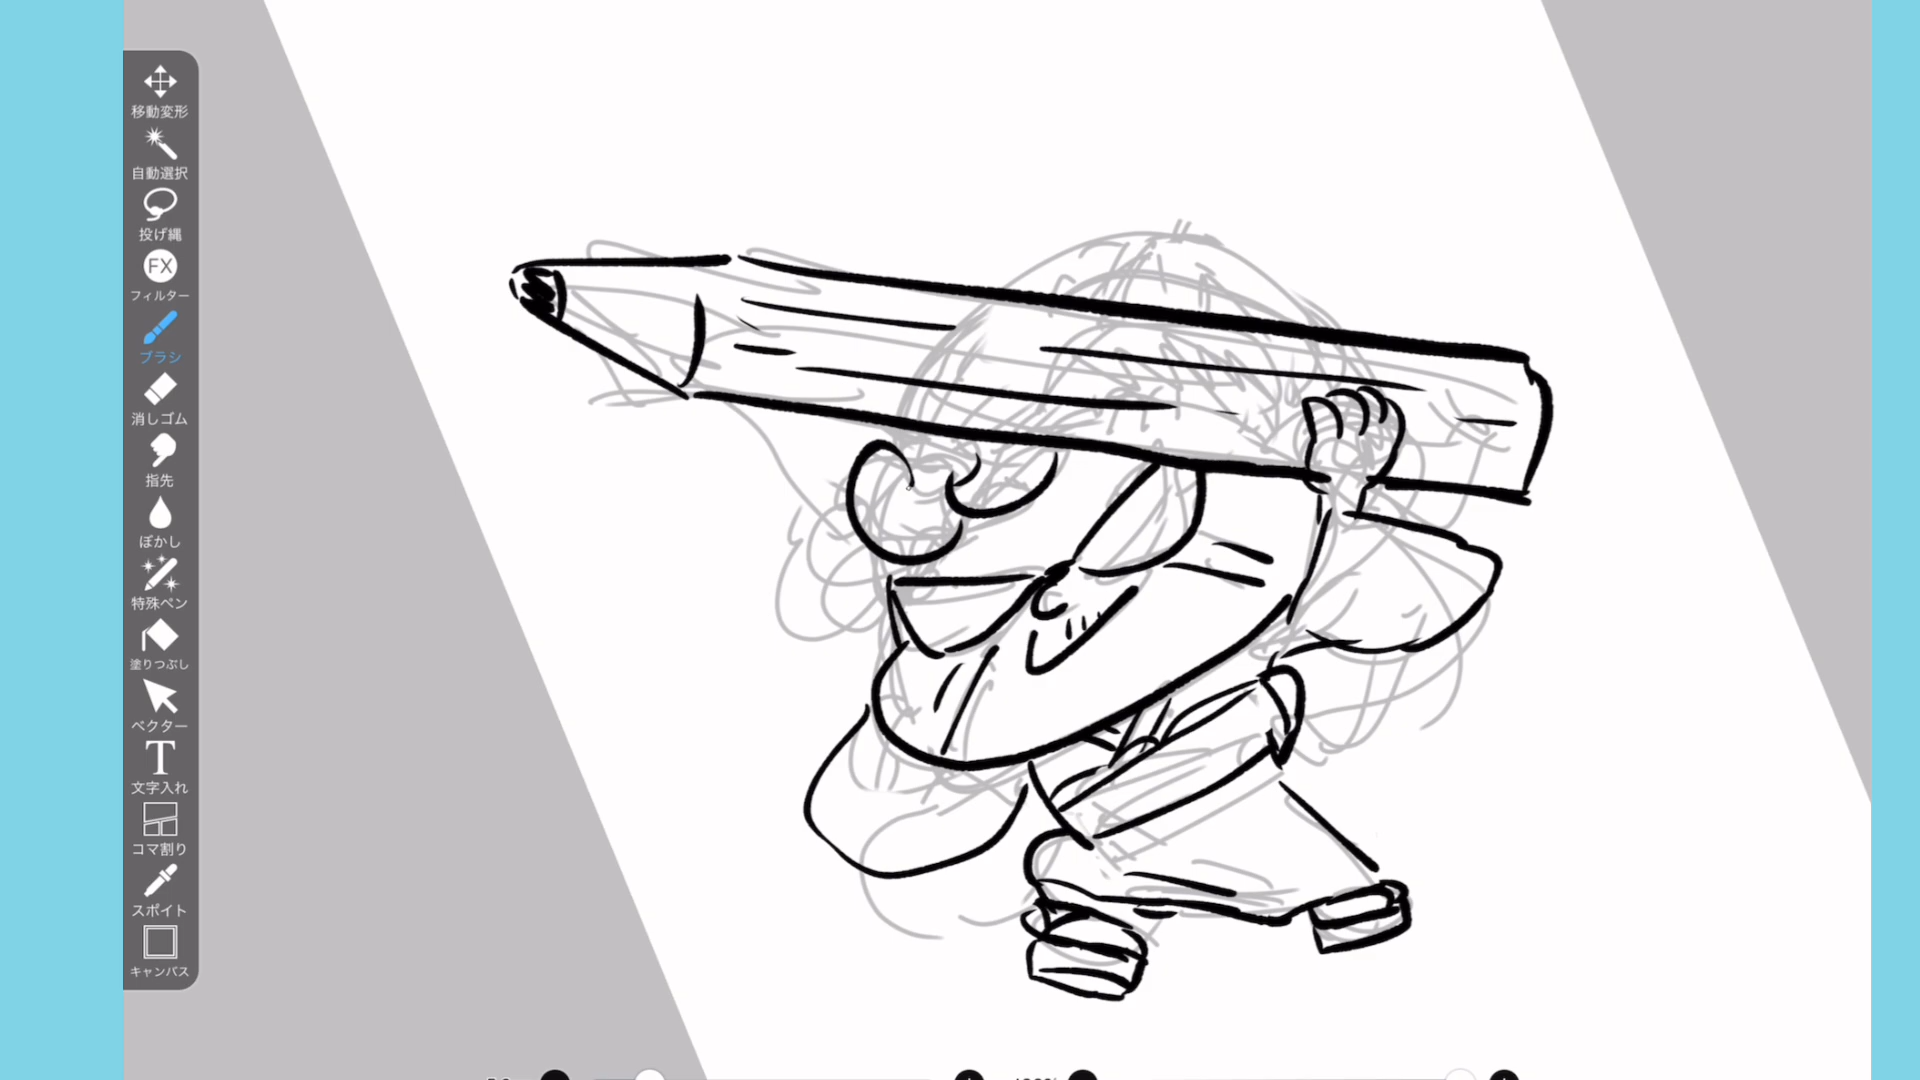 移動変形
自動選択
投げ縄
FX
フィルター
ブラシ
消しゴム
指先
ぼかし
特殊ペン
塗りつぶし
ベクター
T
文字入れ
コマ割り
スポイト
キャンバス